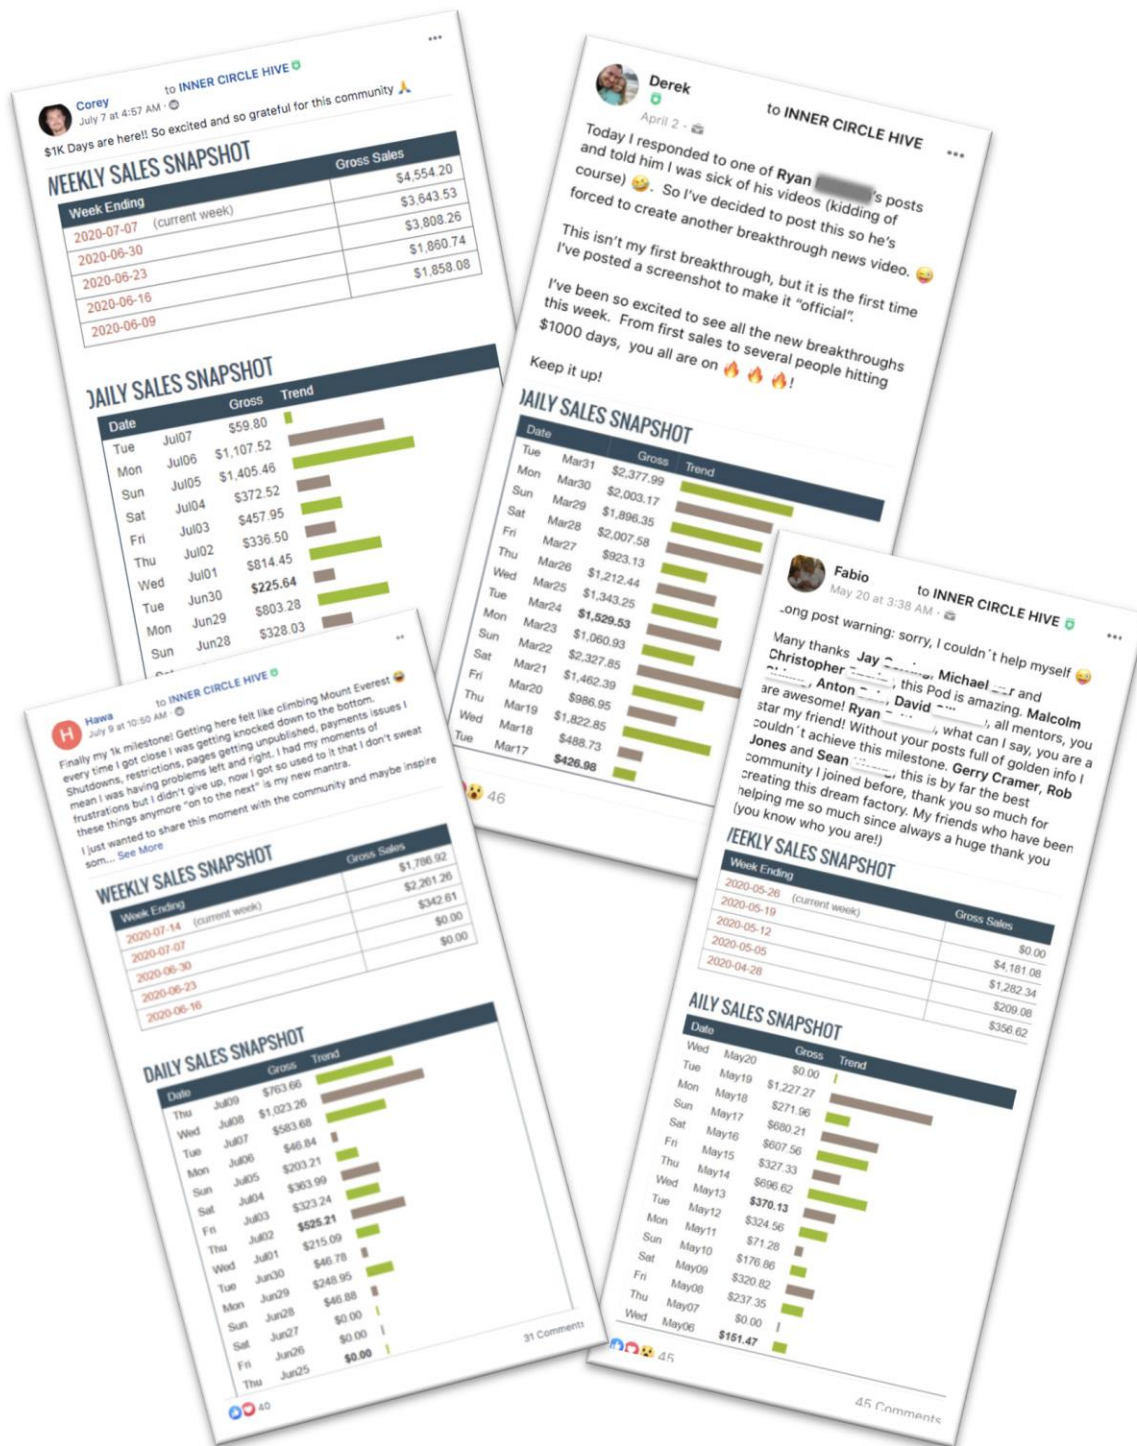 Corey to INNER CIRCLE HIVE
July 7 at 4:57 AM ·
$1K Days are here!! So excited and so grateful for this community 🙏
WEEKLY SALES SNAPSHOT
Week Ending Gross Sales
2020-07-07 (current week) $4,554.20
2020-06-30 $3,643.53
2020-06-23 $3,808.26
2020-06-16 $1,860.74
2020-06-09 $1,858.08
DAILY SALES SNAPSHOT
Date Gross Trend
Tue Jul07 $59.80
Mon Jul06 $1,107.52
Sun Jul05 $1,405.46
Sat Jul04 $372.52
Fri Jul03 $457.95
Thu Jul02 $336.50
Wed Jul01 $814.45
Tue Jun30 $225.64
Mon Jun29 $803.28
Sun Jun28 $328.03
Derek to INNER CIRCLE HIVE
April 2 ·
Today I responded to one of Ryan 's posts
and told him I was sick of his videos (kidding of
course) 🤣. So I've decided to post this so he's
forced to create another breakthrough news video. 😜
This isn't my first breakthrough, but it is the first time
I've posted a screenshot to make it "official".
I've been so excited to see all the new breakthroughs
this week. From first sales to several people hitting
$1000 days, you all are on 🔥 🔥 🔥!
Keep it up!
DAILY SALES SNAPSHOT
Date Gross Trend
Tue Mar31 $2,377.99
Mon Mar30 $2,003.17
Sun Mar29 $1,896.35
Sat Mar28 $2,007.58
Fri Mar27 $923.13
Thu Mar26 $1,212.44
Wed Mar25 $1,343.25
Tue Mar24 $1,529.53
Mon Mar23 $1,060.93
Sun Mar22 $2,327.85
Sat Mar21 $1,462.39
Fri Mar20 $986.95
Thu Mar19 $1,822.85
Wed Mar18 $488.73
Tue Mar17 $426.98
46
Hawa to INNER CIRCLE HIVE
July 9 at 10:50 AM ·
Finally my 1k milestone! Getting here felt like climbing Mount Everest 😂
every time I got close I was getting knocked down to the bottom.
Shutdowns, restrictions, pages getting unpublished, payments issues I
mean I was having problems left and right. I had my moments of
frustrations but I didn't give up, now I got so used to it that I don't sweat
these things anymore "on to the next" is my new mantra.
I just wanted to share this moment with the community and maybe inspire
som... See More
WEEKLY SALES SNAPSHOT
Week Ending Gross Sales
2020-07-14 (current week) $1,786.92
2020-07-07 $2,261.26
2020-06-30 $342.61
2020-06-23 $0.00
2020-06-16 $0.00
DAILY SALES SNAPSHOT
Date Gross Trend
Thu Jul09 $763.66
Wed Jul08 $1,023.26
Tue Jul07 $583.68
Mon Jul06 $46.84
Sun Jul05 $203.21
Sat Jul04 $363.99
Fri Jul03 $323.24
Thu Jul02 $525.21
Wed Jul01 $215.09
Tue Jun30 $46.78
Mon Jun29 $248.95
Sun Jun28 $46.88
Sat Jun27 $0.00
Fri Jun26 $0.00
Thu Jun25 $0.00
40 31 Comments
Fabio to INNER CIRCLE HIVE
May 20 at 3:38 AM ·
Long post warning: sorry, I couldn´t help myself 😜
Many thanks Jay , Michael and
Christopher , this Pod is amazing. Malcolm
, Anton , David , all mentors, you
are awesome! Ryan , what can I say, you are a
star my friend! Without your posts full of golden info I
couldn´t achieve this milestone. Gerry Cramer, Rob
Jones and Sean , this is by far the best
community I joined before, thank you so much for
creating this dream factory. My friends who have been
helping me so much since always a huge thank you
(you know who you are!)
WEEKLY SALES SNAPSHOT
Week Ending Gross Sales
2020-05-26 (current week) $0.00
2020-05-19 $4,181.08
2020-05-12 $1,282.34
2020-05-05 $209.08
2020-04-28 $356.62
AILY SALES SNAPSHOT
Date Gross Trend
Wed May20 $0.00
Tue May19 $1,227.27
Mon May18 $271.96
Sun May17 $680.21
Sat May16 $607.56
Fri May15 $327.33
Thu May14 $696.62
Wed May13 $370.13
Tue May12 $324.56
Mon May11 $71.28
Sun May10 $176.86
Sat May09 $320.82
Fri May08 $237.35
Thu May07 $0.00
Wed May06 $151.47
45 45 Comments